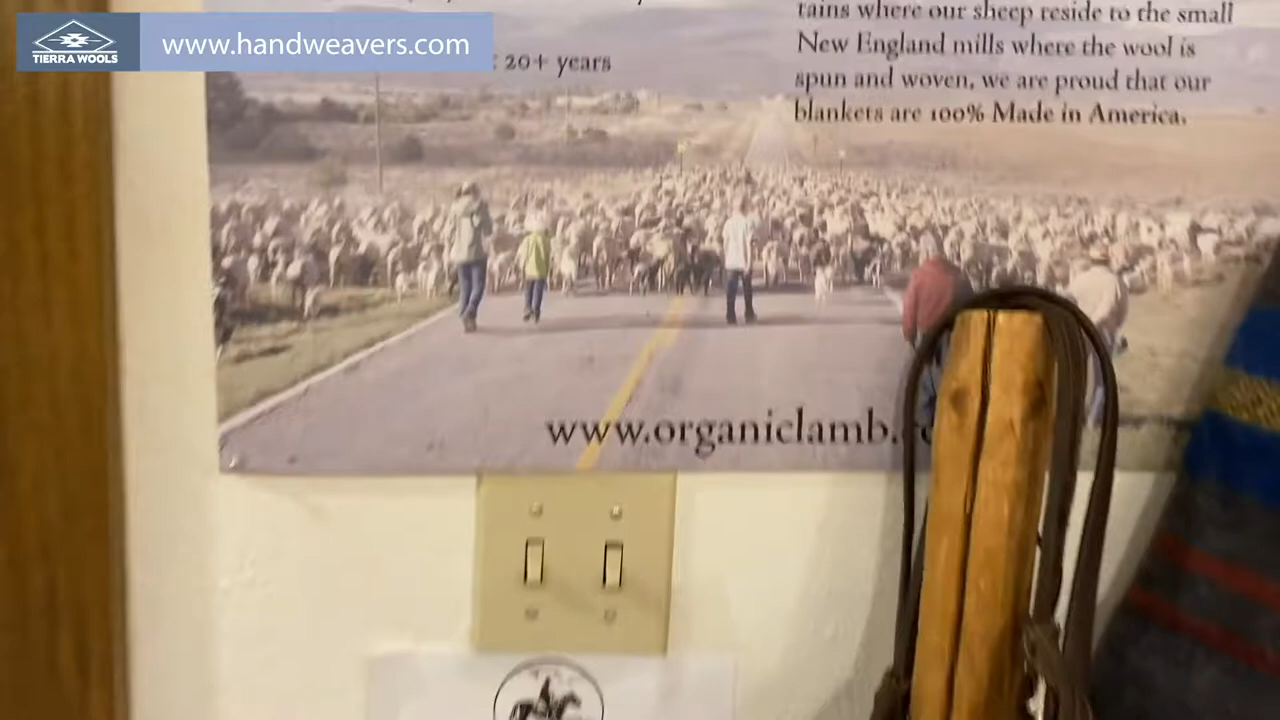 TIERRA WOOLS
www.handweavers.com
20+ years
tains where our sheep reside to the small
New England mills where the wool is
spun and woven, we are proud that our
blankets are 100% Made in America.
www.organiclamb.